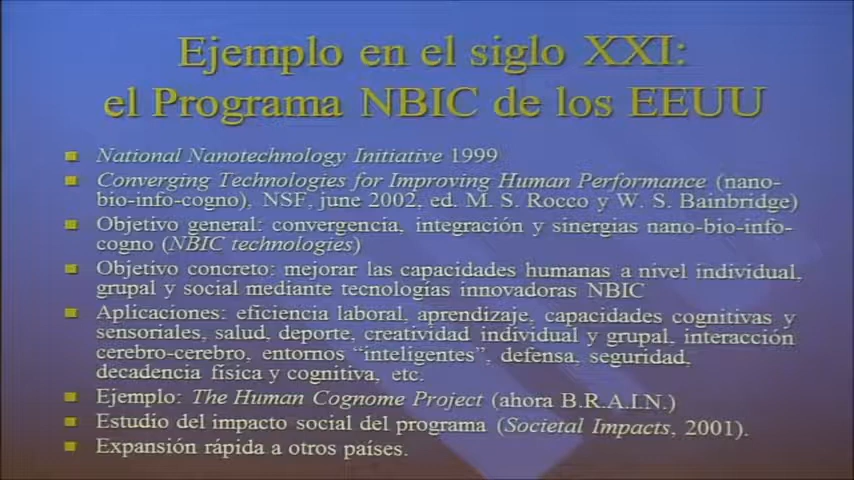 Ejemplo en el siglo XXI:
el Programa NBIC de los EEUU
National Nanotechnology Initiative 1999
Converging Technologies for Improving Human Performance (nano-
bio-info-cogno), NSF, june 2002, ed. M. S. Rocco y W. S. Bainbridge)
Objetivo general: convergencia, integración y sinergias nano-bio-info-
cogno (NBIC technologies)
Objetivo concreto: mejorar las capacidades humanas a nivel individual,
grupal y social mediante tecnologías innovadoras NBIC
Aplicaciones: eficiencia laboral, aprendizaje, capacidades cognitivas y
sensoriales, salud, deporte, creatividad individual y grupal, interacción
cerebro-cerebro, entornos “inteligentes”, defensa, seguridad,
decadencia física y cognitiva, etc.
Ejemplo: The Human Cognome Project (ahora B.R.A.I.N.)
Estudio del impacto social del programa (Societal Impacts, 2001).
Expansión rápida a otros países.